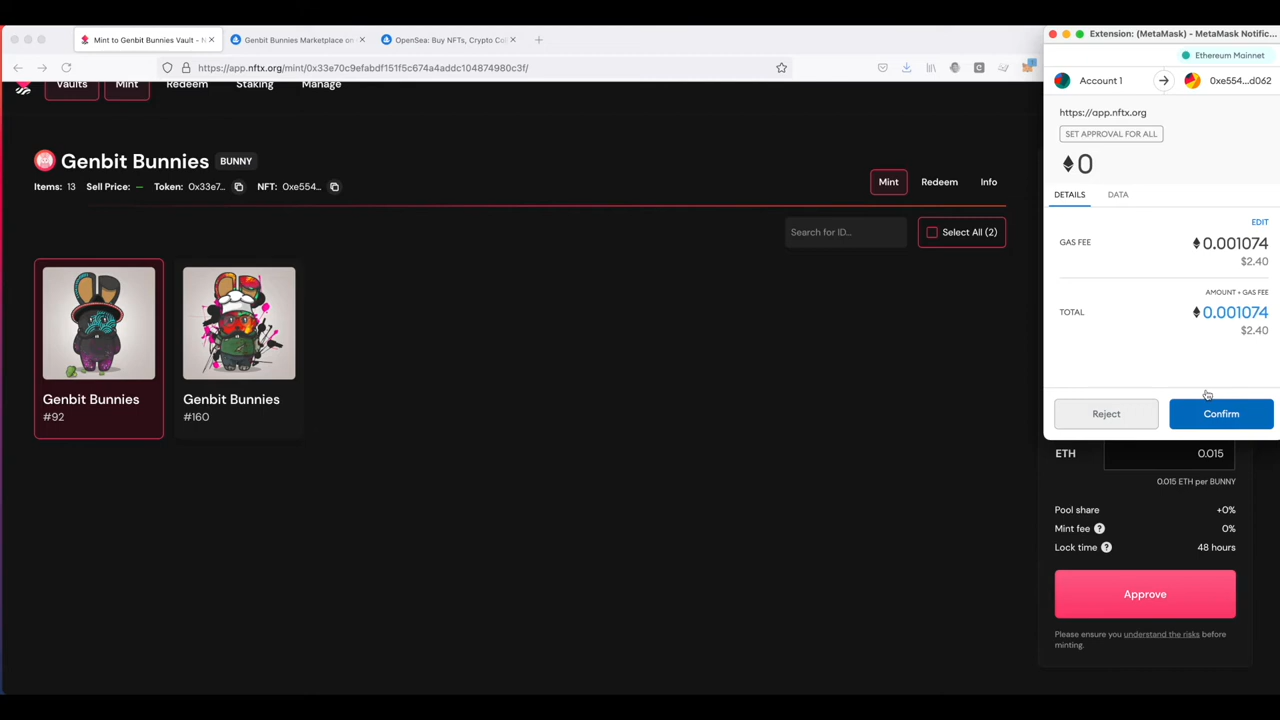 Mint to Genbit Bunnies Vault - N
Genbit Bunnies Marketplace on
OpenSea: Buy NFTs, Crypto Co
https://app.nftx.org/mint/0x33e70c9efabdf151f5c674a4addc104874980c3f/
Vaults
Mint
Redeem
Staking
Manage
Genbit Bunnies BUNNY
Items: 13 Sell Price: — Token: 0x33e7... NFT: 0xe554...
Mint
Redeem
Info
Search for ID...
Select All (2)
Genbit Bunnies
#92
Genbit Bunnies
#160
Extension: (MetaMask) - MetaMask Notific...
Ethereum Mainnet
Account 1
0xe554...d062
https://app.nftx.org
SET APPROVAL FOR ALL
0
DETAILS
DATA
EDIT
GAS FEE
0.001074
$2.40
AMOUNT + GAS FEE
TOTAL
0.001074
$2.40
Reject
Confirm
ETH
0.015
0.015 ETH per BUNNY
Pool share +0%
Mint fee ? 0%
Lock time ? 48 hours
Approve
Please ensure you understand the risks before
minting.